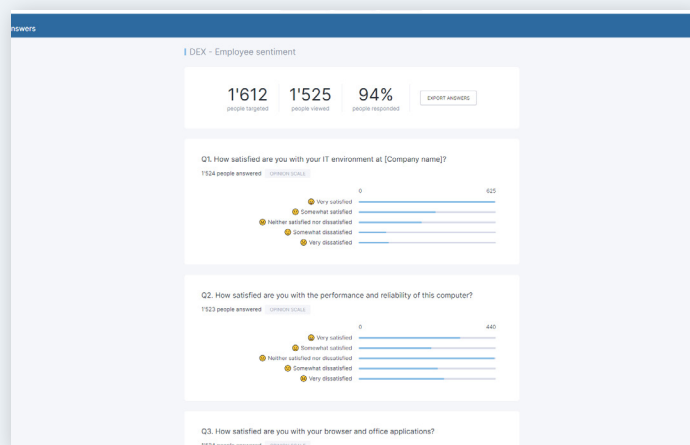 nswers
DEX - Employee sentiment
1'612 1'525 94%
people targeted people viewed people responded
EXPORT ANSWERS
Q1. How satisfied are you with your IT environment at [Company name]?
1'524 people answered OPINION SCALE
0 625
Very satisfied
Somewhat satisfied
Neither satisfied nor dissatisfied
Somewhat dissatisfied
Very dissatisfied
Q2. How satisfied are you with the performance and reliability of this computer?
1'523 people answered OPINION SCALE
0 440
Very satisfied
Somewhat satisfied
Neither satisfied nor dissatisfied
Somewhat dissatisfied
Very dissatisfied
Q3. How satisfied are you with your browser and office applications?